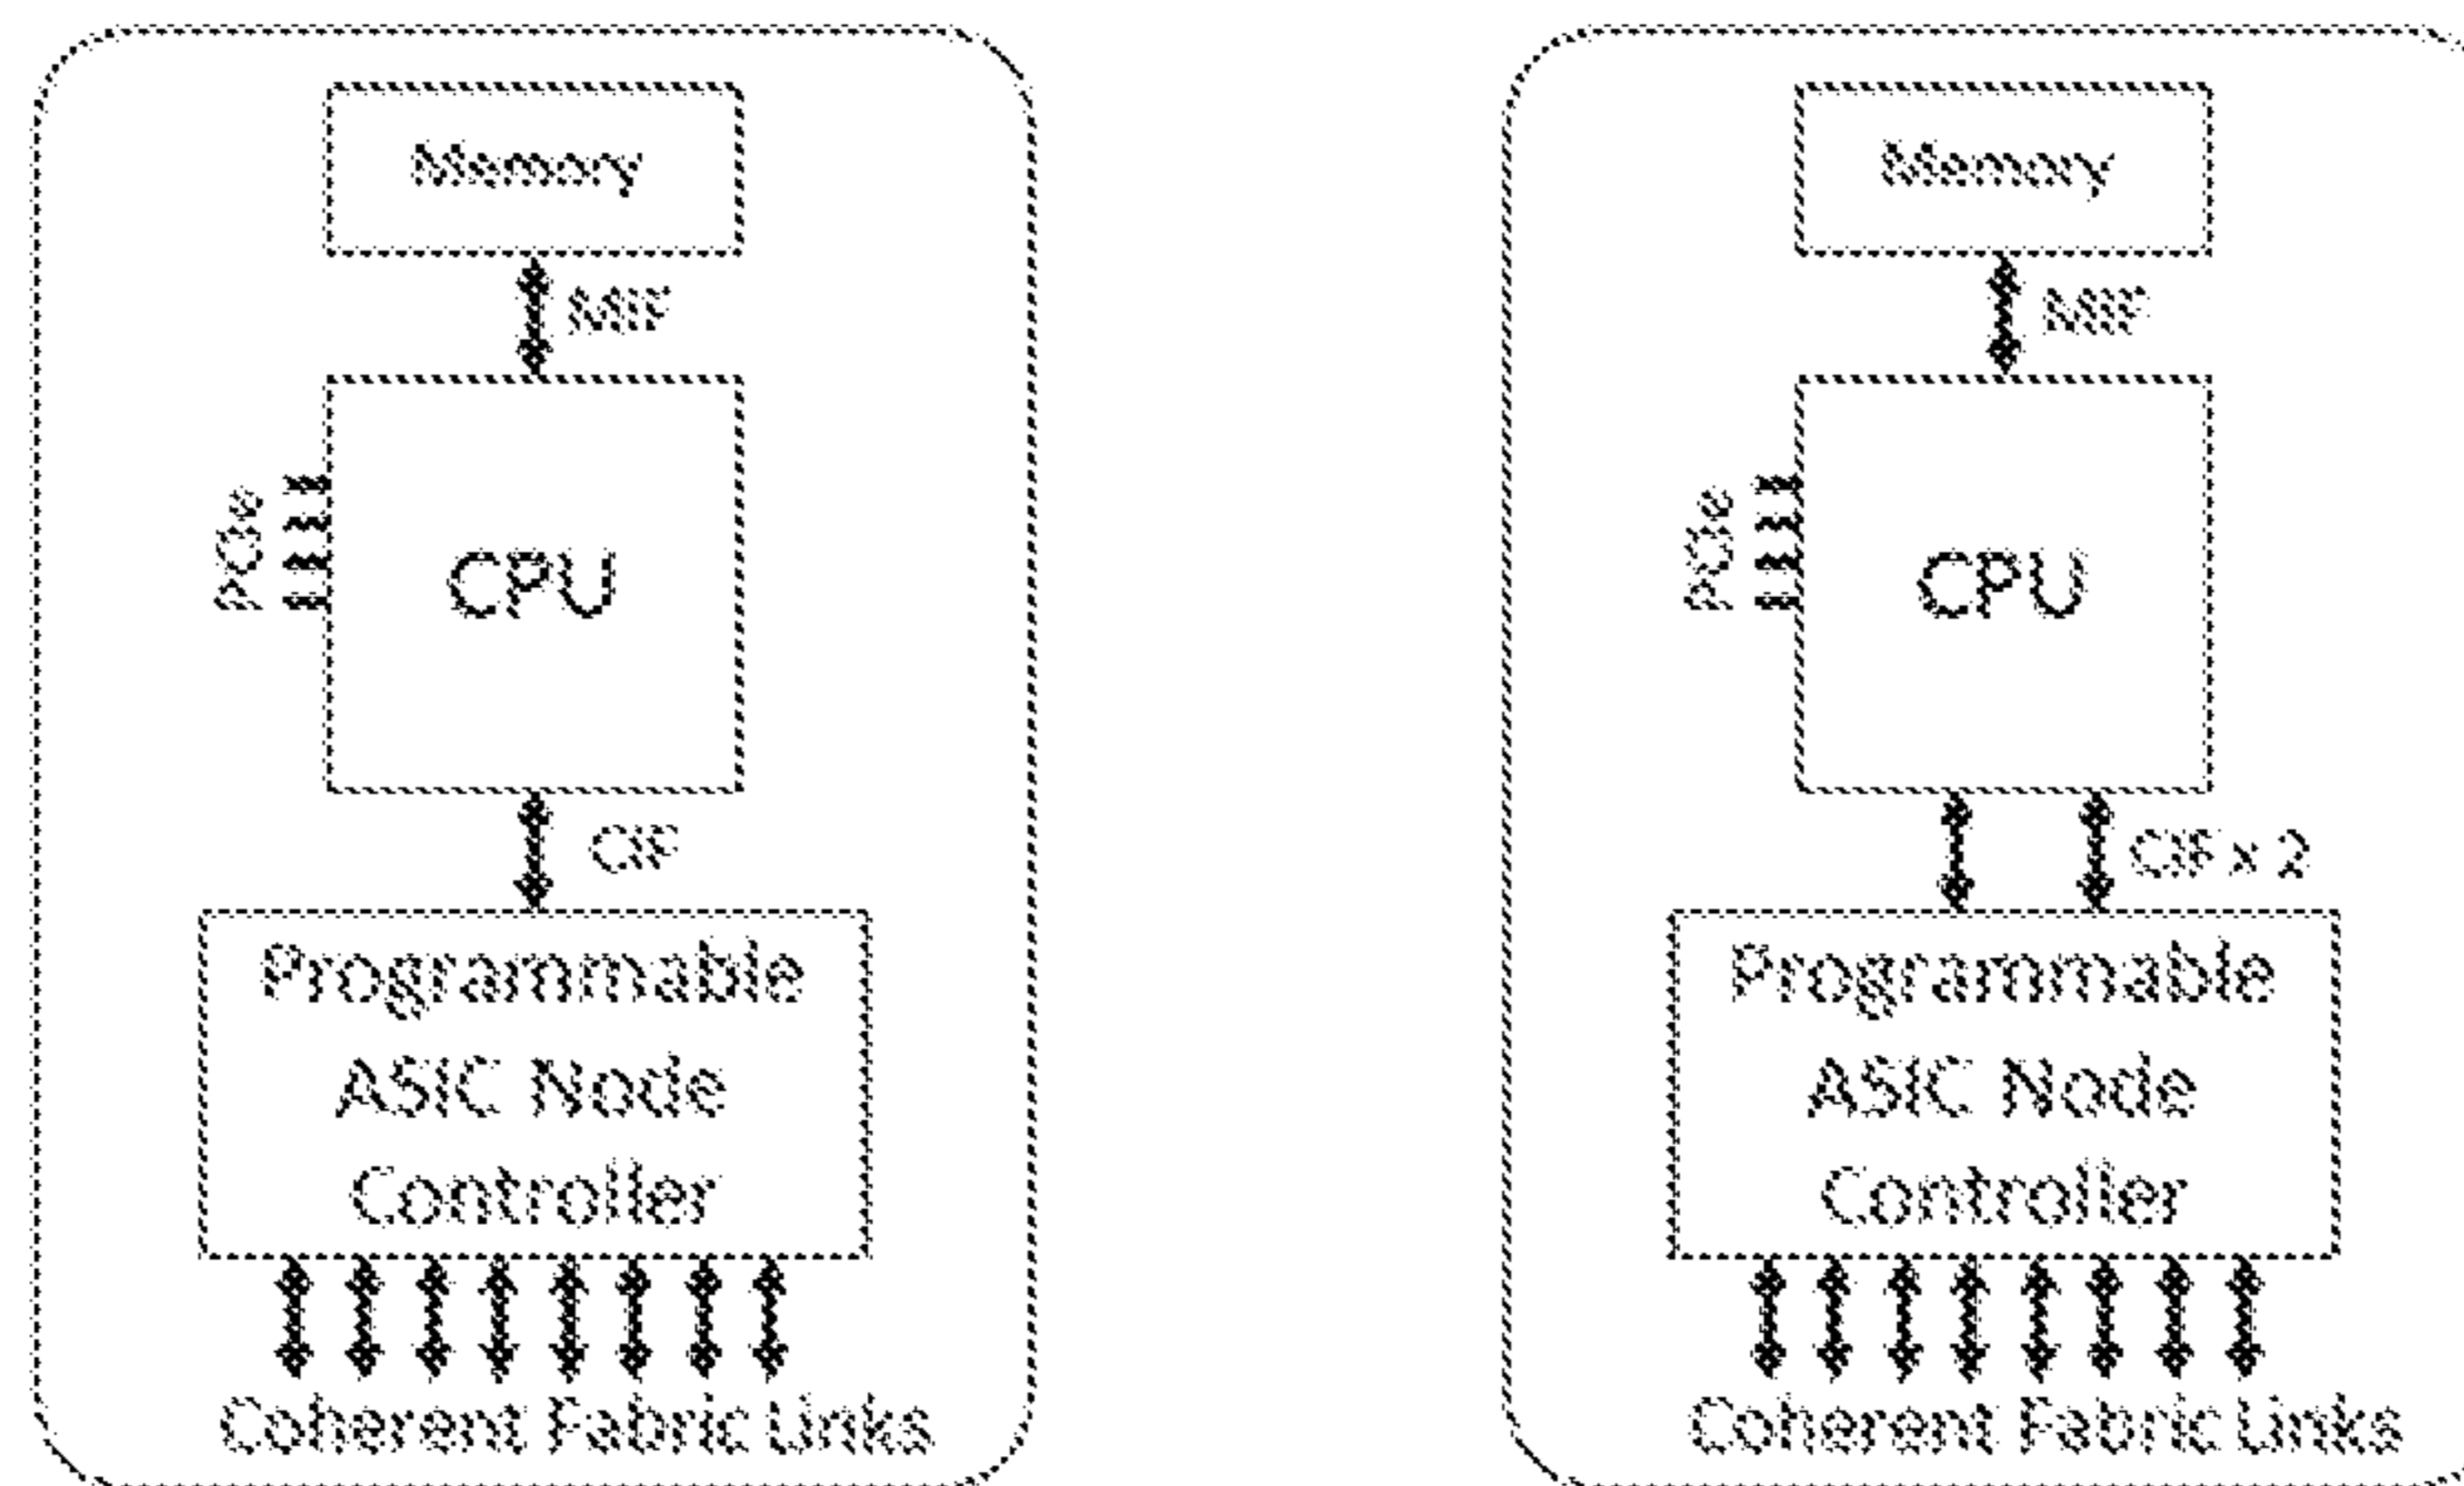 Memory
MIF
PCIe
CPU
CIF
Programmable
ASIC Node
Controller
Coherent Fabric Links
Memory
MIF
PCIe
CPU
CIF x 2
Programmable
ASIC Node
Controller
Coherent Fabric Links